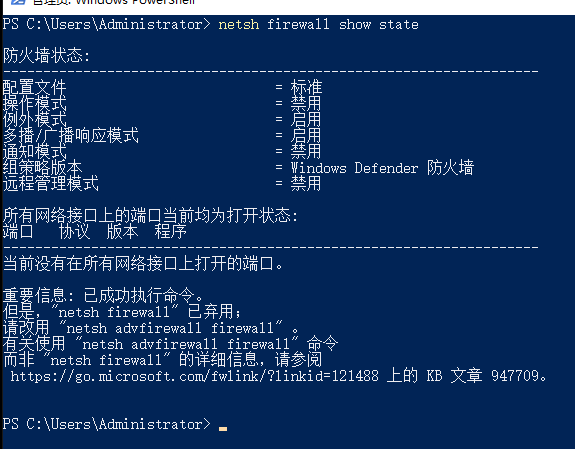 管理员: Windows PowerShell
PS C:\Users\Administrator> netsh firewall show state
防火墙状态:
-------------------------------------------------------------------
配置文件 = 标准
操作模式 = 禁用
例外模式 = 启用
多播/广播响应模式 = 启用
通知模式 = 禁用
组策略版本 = Windows Defender 防火墙
远程管理模式 = 禁用
所有网络接口上的端口当前均为打开状态:
端口 协议 版本 程序
-------------------------------------------------------------------
当前没有在所有网络接口上打开的端口。
重要信息: 已成功执行命令。
但是, "netsh firewall" 已弃用;
请改用 "netsh advfirewall firewall" 。
有关使用 "netsh advfirewall firewall" 命令
而非 "netsh firewall" 的详细信息, 请参阅
https://go.microsoft.com/fwlink/?linkid=121488 上的 KB 文章 947709。
PS C:\Users\Administrator>